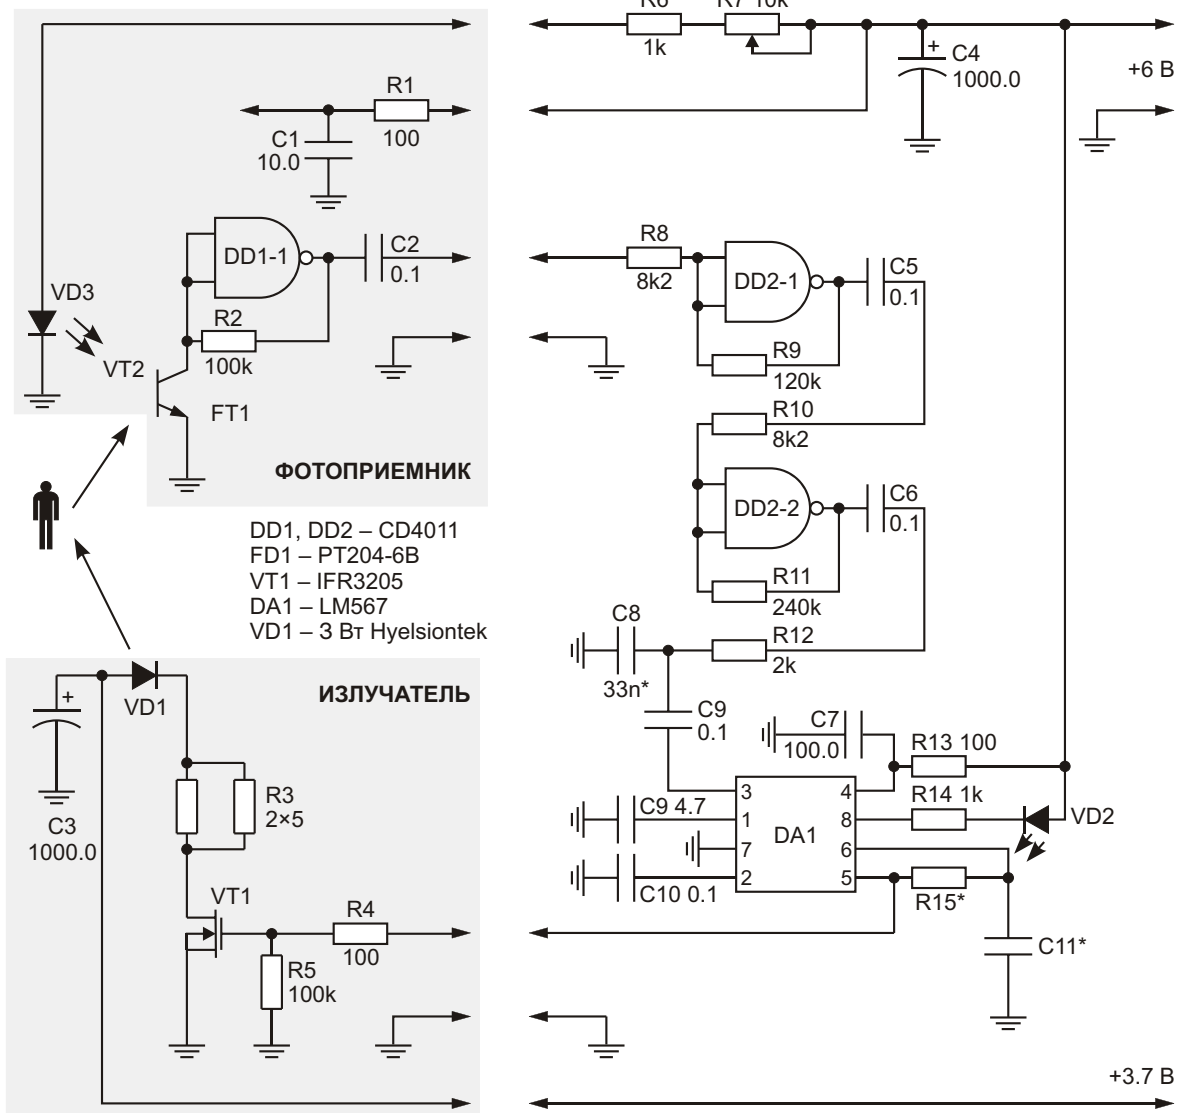 R6
R7 10k
1k
C4
1000.0
+6 В
R1
100
C1
10.0
DD1-1
C2
0.1
R2
100k
VD3
VT2
FT1
ФОТОПРИЕМНИК
R8
8k2
DD2-1
C5
0.1
R9
120k
R10
8k2
DD2-2
C6
0.1
R11
240k
R12
2k
C8
33n*
C9
0.1
DD1, DD2 – CD4011
FD1 – PT204-6B
VT1 – IFR3205
DA1 – LM567
VD1 – 3 Вт Hyelsiontek
ИЗЛУЧАТЕЛЬ
+
+
VD1
C3
1000.0
R3
2×5
VT1
R4
100
R5
100k
C7
100.0
R13 100
R14 1k
VD2
C9 4.7
C10 0.1
DA1
3
1
7
2
4
8
6
5
R15*
C11*
+3.7 В